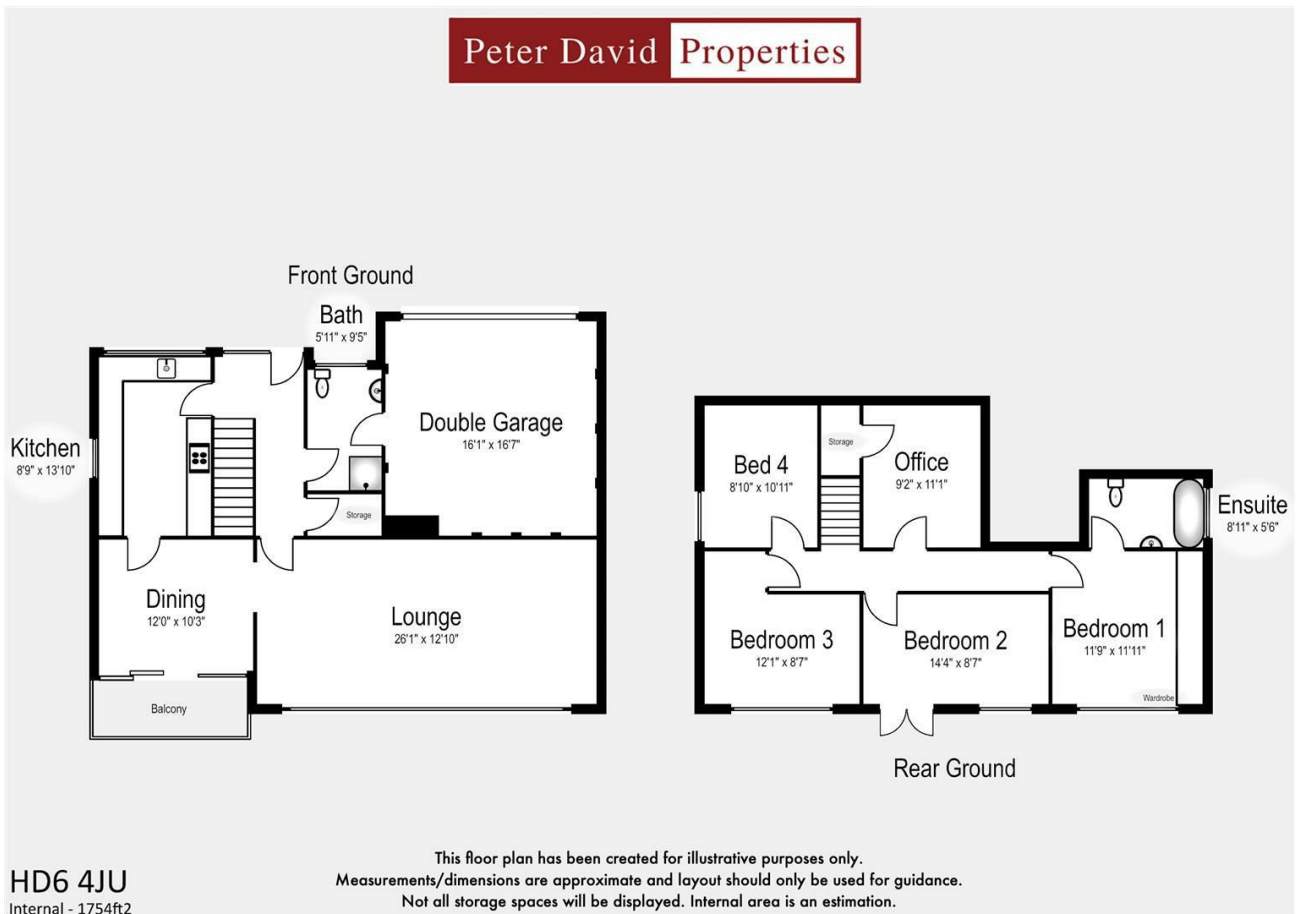 Peter David Properties
Front Ground
Bath
5'11" x 9'5"
Double Garage
16'1" x 16'7"
Kitchen
8'9" x 13'10"
Storage
Dining
12'0" x 10'3"
Lounge
26'1" x 12'10"
Balcony
Bed 4
8'10" x 10'11"
Storage
Office
9'2" x 11'1"
Ensuite
8'11" x 5'6"
Bedroom 3
12'1" x 8'7"
Bedroom 2
14'4" x 8'7"
Bedroom 1
11'9" x 11'11"
Wardrobe
Rear Ground
This floor plan has been created for illustrative purposes only.
Measurements/dimensions are approximate and layout should only be used for guidance.
Not all storage spaces will be displayed. Internal area is an estimation.
HD6 4JU
Internal - 1754ft2